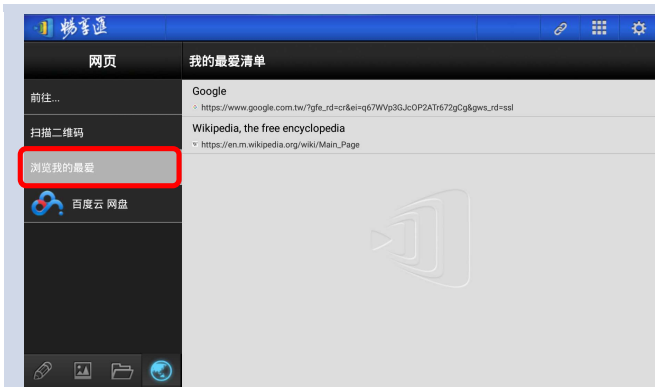 畅享匯
网页
我的最爱清单
前往...
扫描二维码
浏览我的最爱
百度云 网盘
Google
https://www.google.com.tw/?gfe_rd=cr&ei=q67WVp3GJcOP2ATr672gCg&gws_rd=ssl
Wikipedia, the free encyclopedia
https://en.m.wikipedia.org/wiki/Main_Page